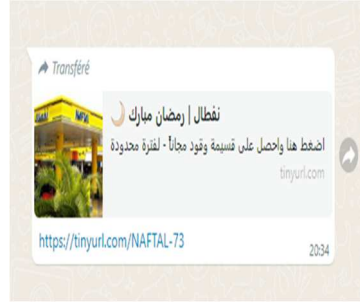 Transféré
NAFTAL
نفطال | رمضان مبارك 🌙
اضغط هنا واحصل على قسيمة وقود مجاناً - لفترة محدودة
tinyurl.com
https://tinyurl.com/NAFTAL-73
20:34